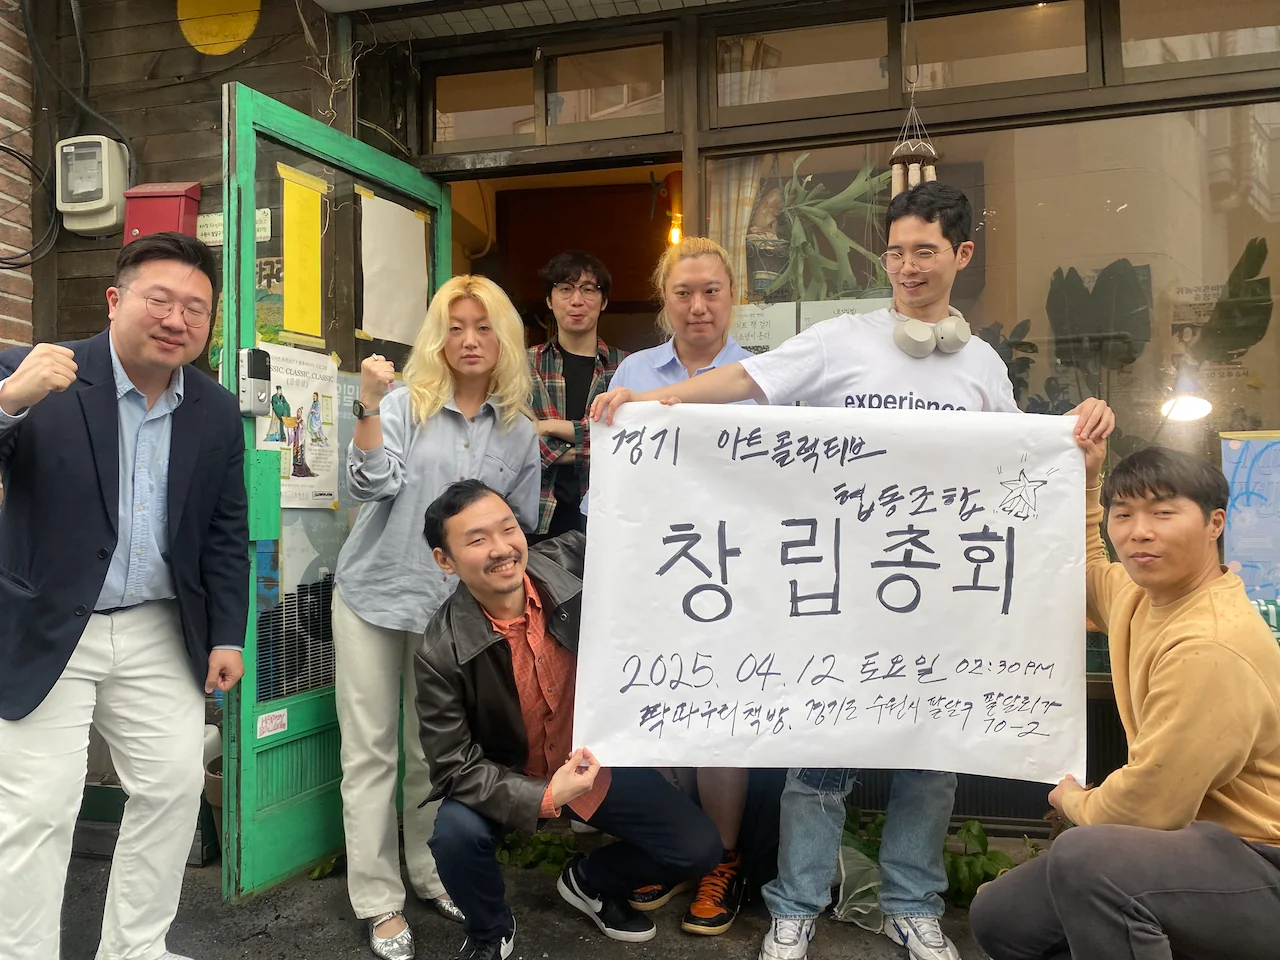 경기 아트콜렉티브
협동조합
창립총회
2025. 04. 12 토요일 02:30PM
딱따구리책방. 경기도 수원시 팔달구 팔달로2가
70-2
experience
CLASSIC, CLASSIC